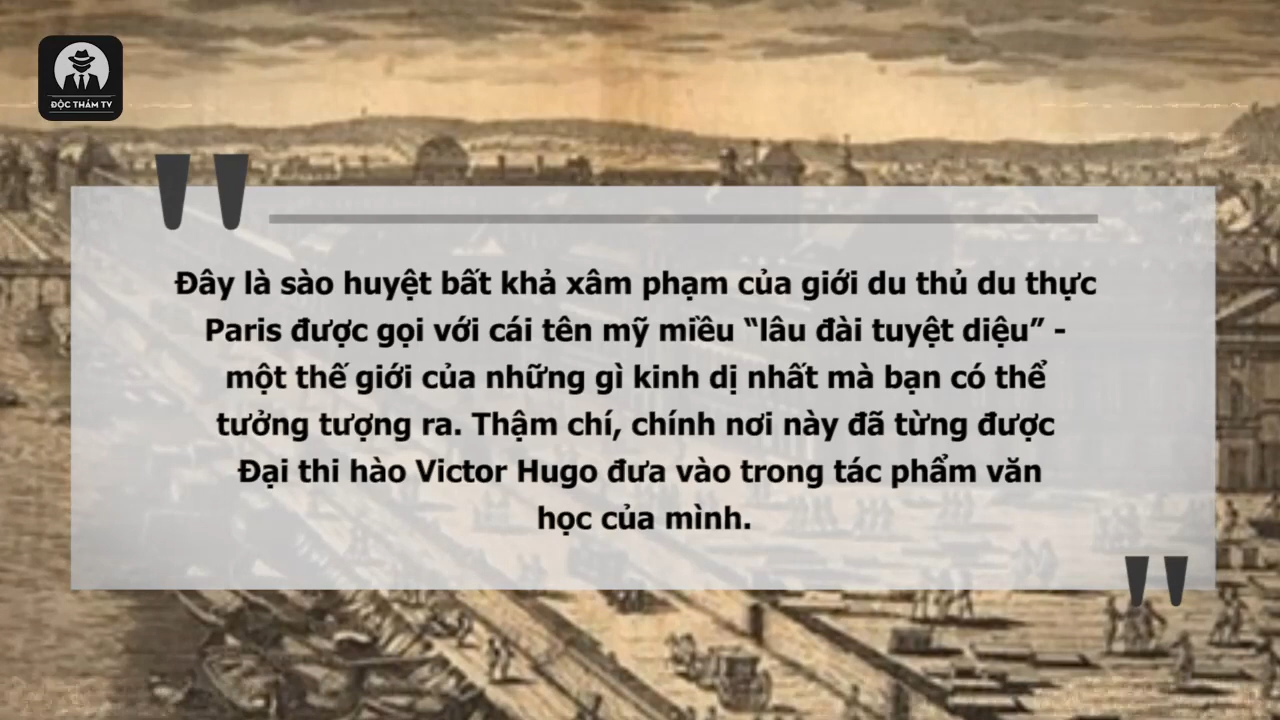 ĐỘC THÁM TV
"
Đây là sào huyệt bất khả xâm phạm của giới du thủ du thực
Paris được gọi với cái tên mỹ miều “lâu đài tuyệt diệu” -
một thế giới của những gì kinh dị nhất mà bạn có thể
tưởng tượng ra. Thậm chí, chính nơi này đã từng được
Đại thi hào Victor Hugo đưa vào trong tác phẩm văn
học của mình.
"